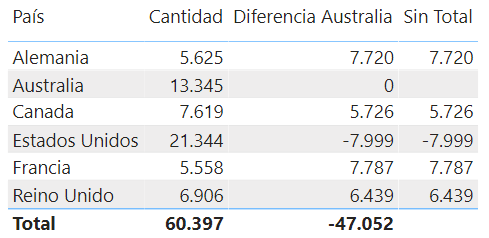 País Cantidad Diferencia Australia Sin Total
Alemania 5.625 7.720 7.720
Australia 13.345 0
Canada 7.619 5.726 5.726
Estados Unidos 21.344 -7.999 -7.999
Francia 5.558 7.787 7.787
Reino Unido 6.906 6.439 6.439
Total 60.397 -47.052